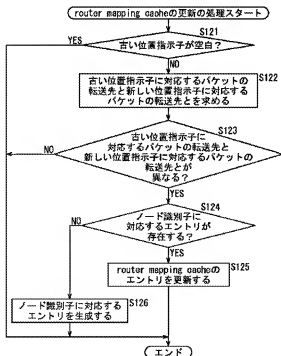 router mapping cacheの更新の処理スタート
S121
YES
古い位置指示子が空白？
NO
S122
古い位置指示子に対応するパケットの
転送先と新しい位置指示子に対応する
パケットの転送先とを求める
S123
古い位置指示子に
対応するパケットの転送先と
新しい位置指示子に対応するパケットの
転送先とが
異なる？
NO
YES
S124
ノード識別子に
対応するエントリが
存在する？
NO
YES
S125
router mapping cacheの
エントリを更新する
S126
ノード識別子に対応する
エントリを生成する
エンド